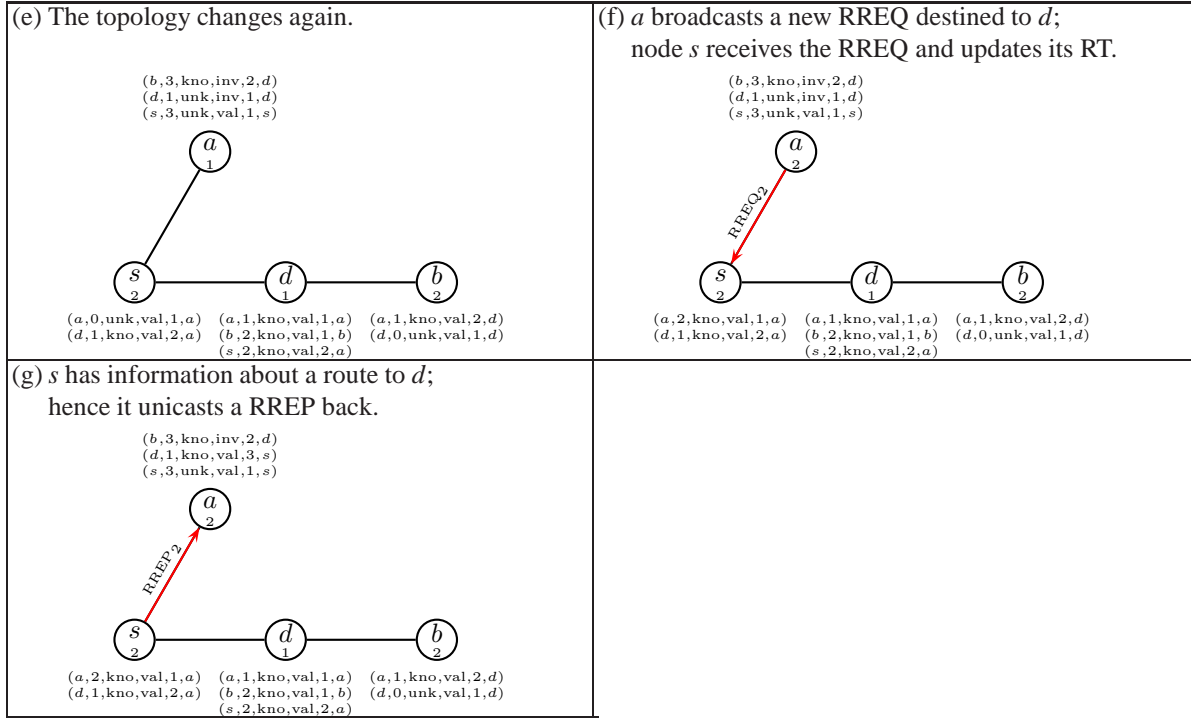 (e) The topology changes again.
(b,3,kno,inv,2,d)
(d,1,unk,inv,1,d)
(s,3,unk,val,1,s)
a
1
s
2
d
1
b
2
(a,0,unk,val,1,a) (a,1,kno,val,1,a) (a,1,kno,val,2,d)
(d,1,kno,val,2,a) (b,2,kno,val,1,b) (d,0,unk,val,1,d)
(s,2,kno,val,2,a)
(f) a broadcasts a new RREQ destined to d;
node s receives the RREQ and updates its RT.
(b,3,kno,inv,2,d)
(d,1,unk,inv,1,d)
(s,3,unk,val,1,s)
a
2
RREQ2
s
2
d
1
b
2
(a,2,kno,val,1,a) (a,1,kno,val,1,a) (a,1,kno,val,2,d)
(d,1,kno,val,2,a) (b,2,kno,val,1,b) (d,0,unk,val,1,d)
(s,2,kno,val,2,a)
(g) s has information about a route to d;
hence it unicasts a RREP back.
(b,3,kno,inv,2,d)
(d,1,kno,val,3,s)
(s,3,unk,val,1,s)
a
2
RREP2
s
2
d
1
b
2
(a,2,kno,val,1,a) (a,1,kno,val,1,a) (a,1,kno,val,2,d)
(d,1,kno,val,2,a) (b,2,kno,val,1,b) (d,0,unk,val,1,d)
(s,2,kno,val,2,a)